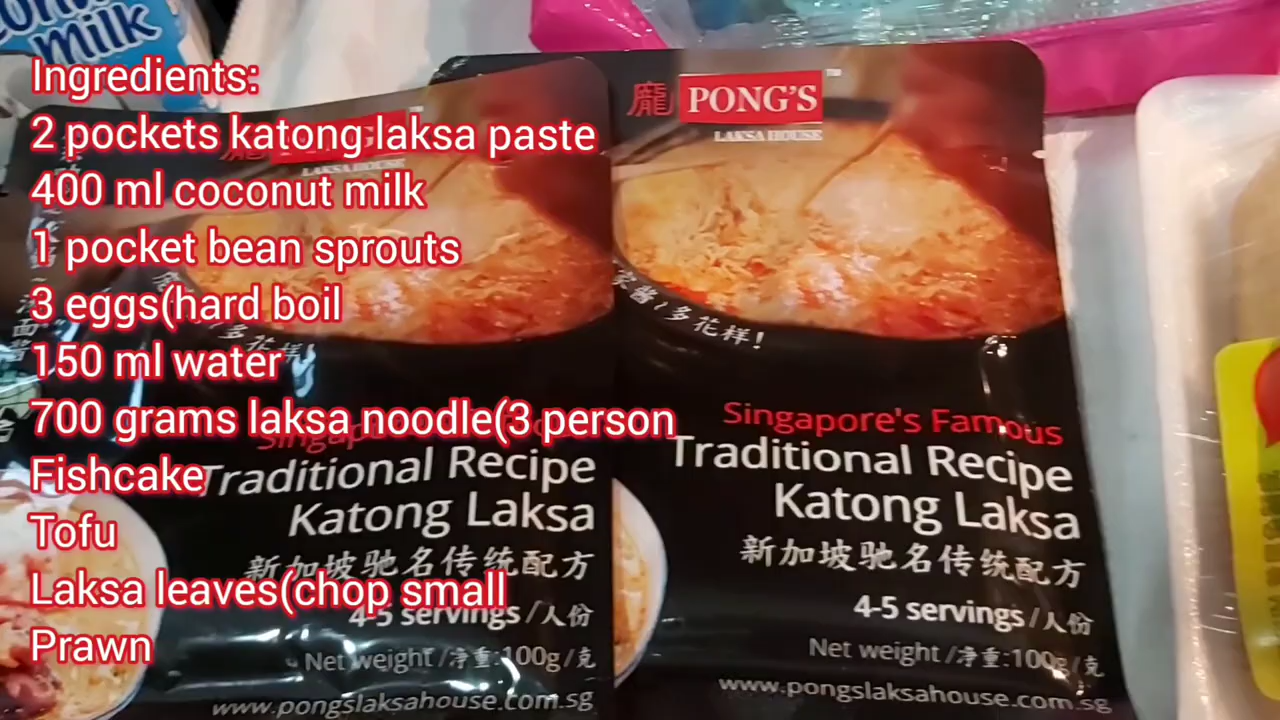 Ingredients:
2 pockets katong laksa paste
400 ml coconut milk
1 pocket bean sprouts
3 eggs(hard boil
150 ml water
700 grams laksa noodle(3 person
Fishcake
Tofu
Laksa leaves(chop small
Prawn
Milk
LAKSA HOUSE
Traditional Recipe
Katong Laksa
新加坡驰名传统配方
4-5 servings/人份
Net weight/净重:100g/克
www.pongslaksahouse.com.sg
龐 PONG'S™
LAKSA HOUSE
多花样!
Singapore's Famous
Traditional Recipe
Katong Laksa
新加坡驰名传统配方
4-5 servings/人份
Net weight/净重:100g/克
www.pongslaksahouse.com.sg